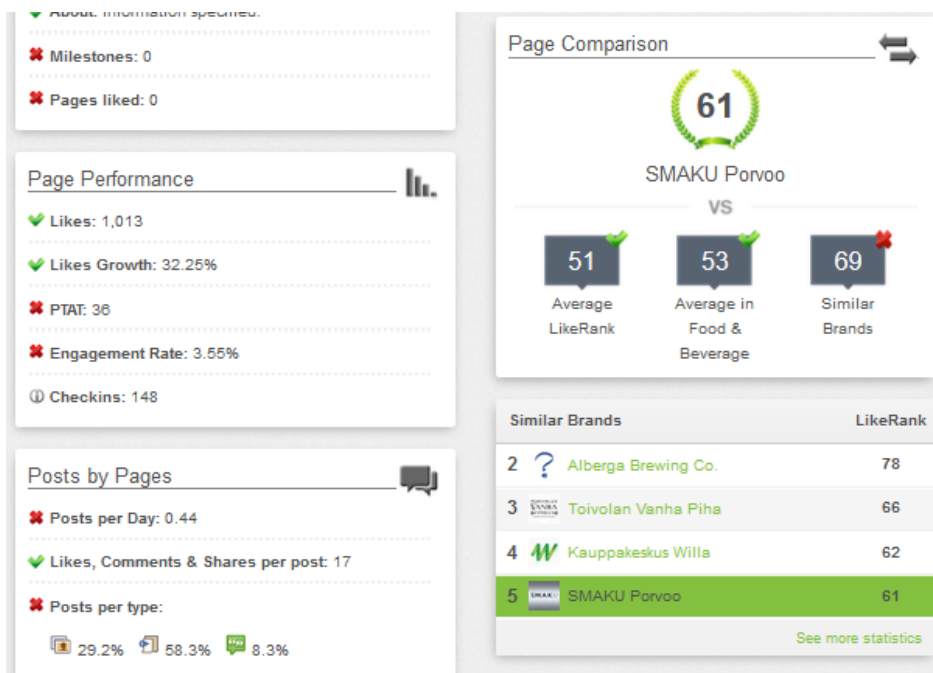 About: Information specified.
Milestones: 0
Pages liked: 0
Page Performance
Likes: 1,013
Likes Growth: 32.25%
PTAT: 36
Engagement Rate: 3.55%
Checkins: 148
Posts by Pages
Posts per Day: 0.44
Likes, Comments & Shares per post: 17
Posts per type:
29.2% 58.3% 8.3%
Page Comparison
61
SMAKU Porvoo
VS
51 53 69
Average Average in Similar
LikeRank Food & Brands
Beverage
Similar Brands LikeRank
2 ? Alberga Brewing Co. 78
3 Toivolan Vanha Piha 66
4 W Kauppakeskus Willa 62
5 SMAKU SMAKU Porvoo 61
See more statistics